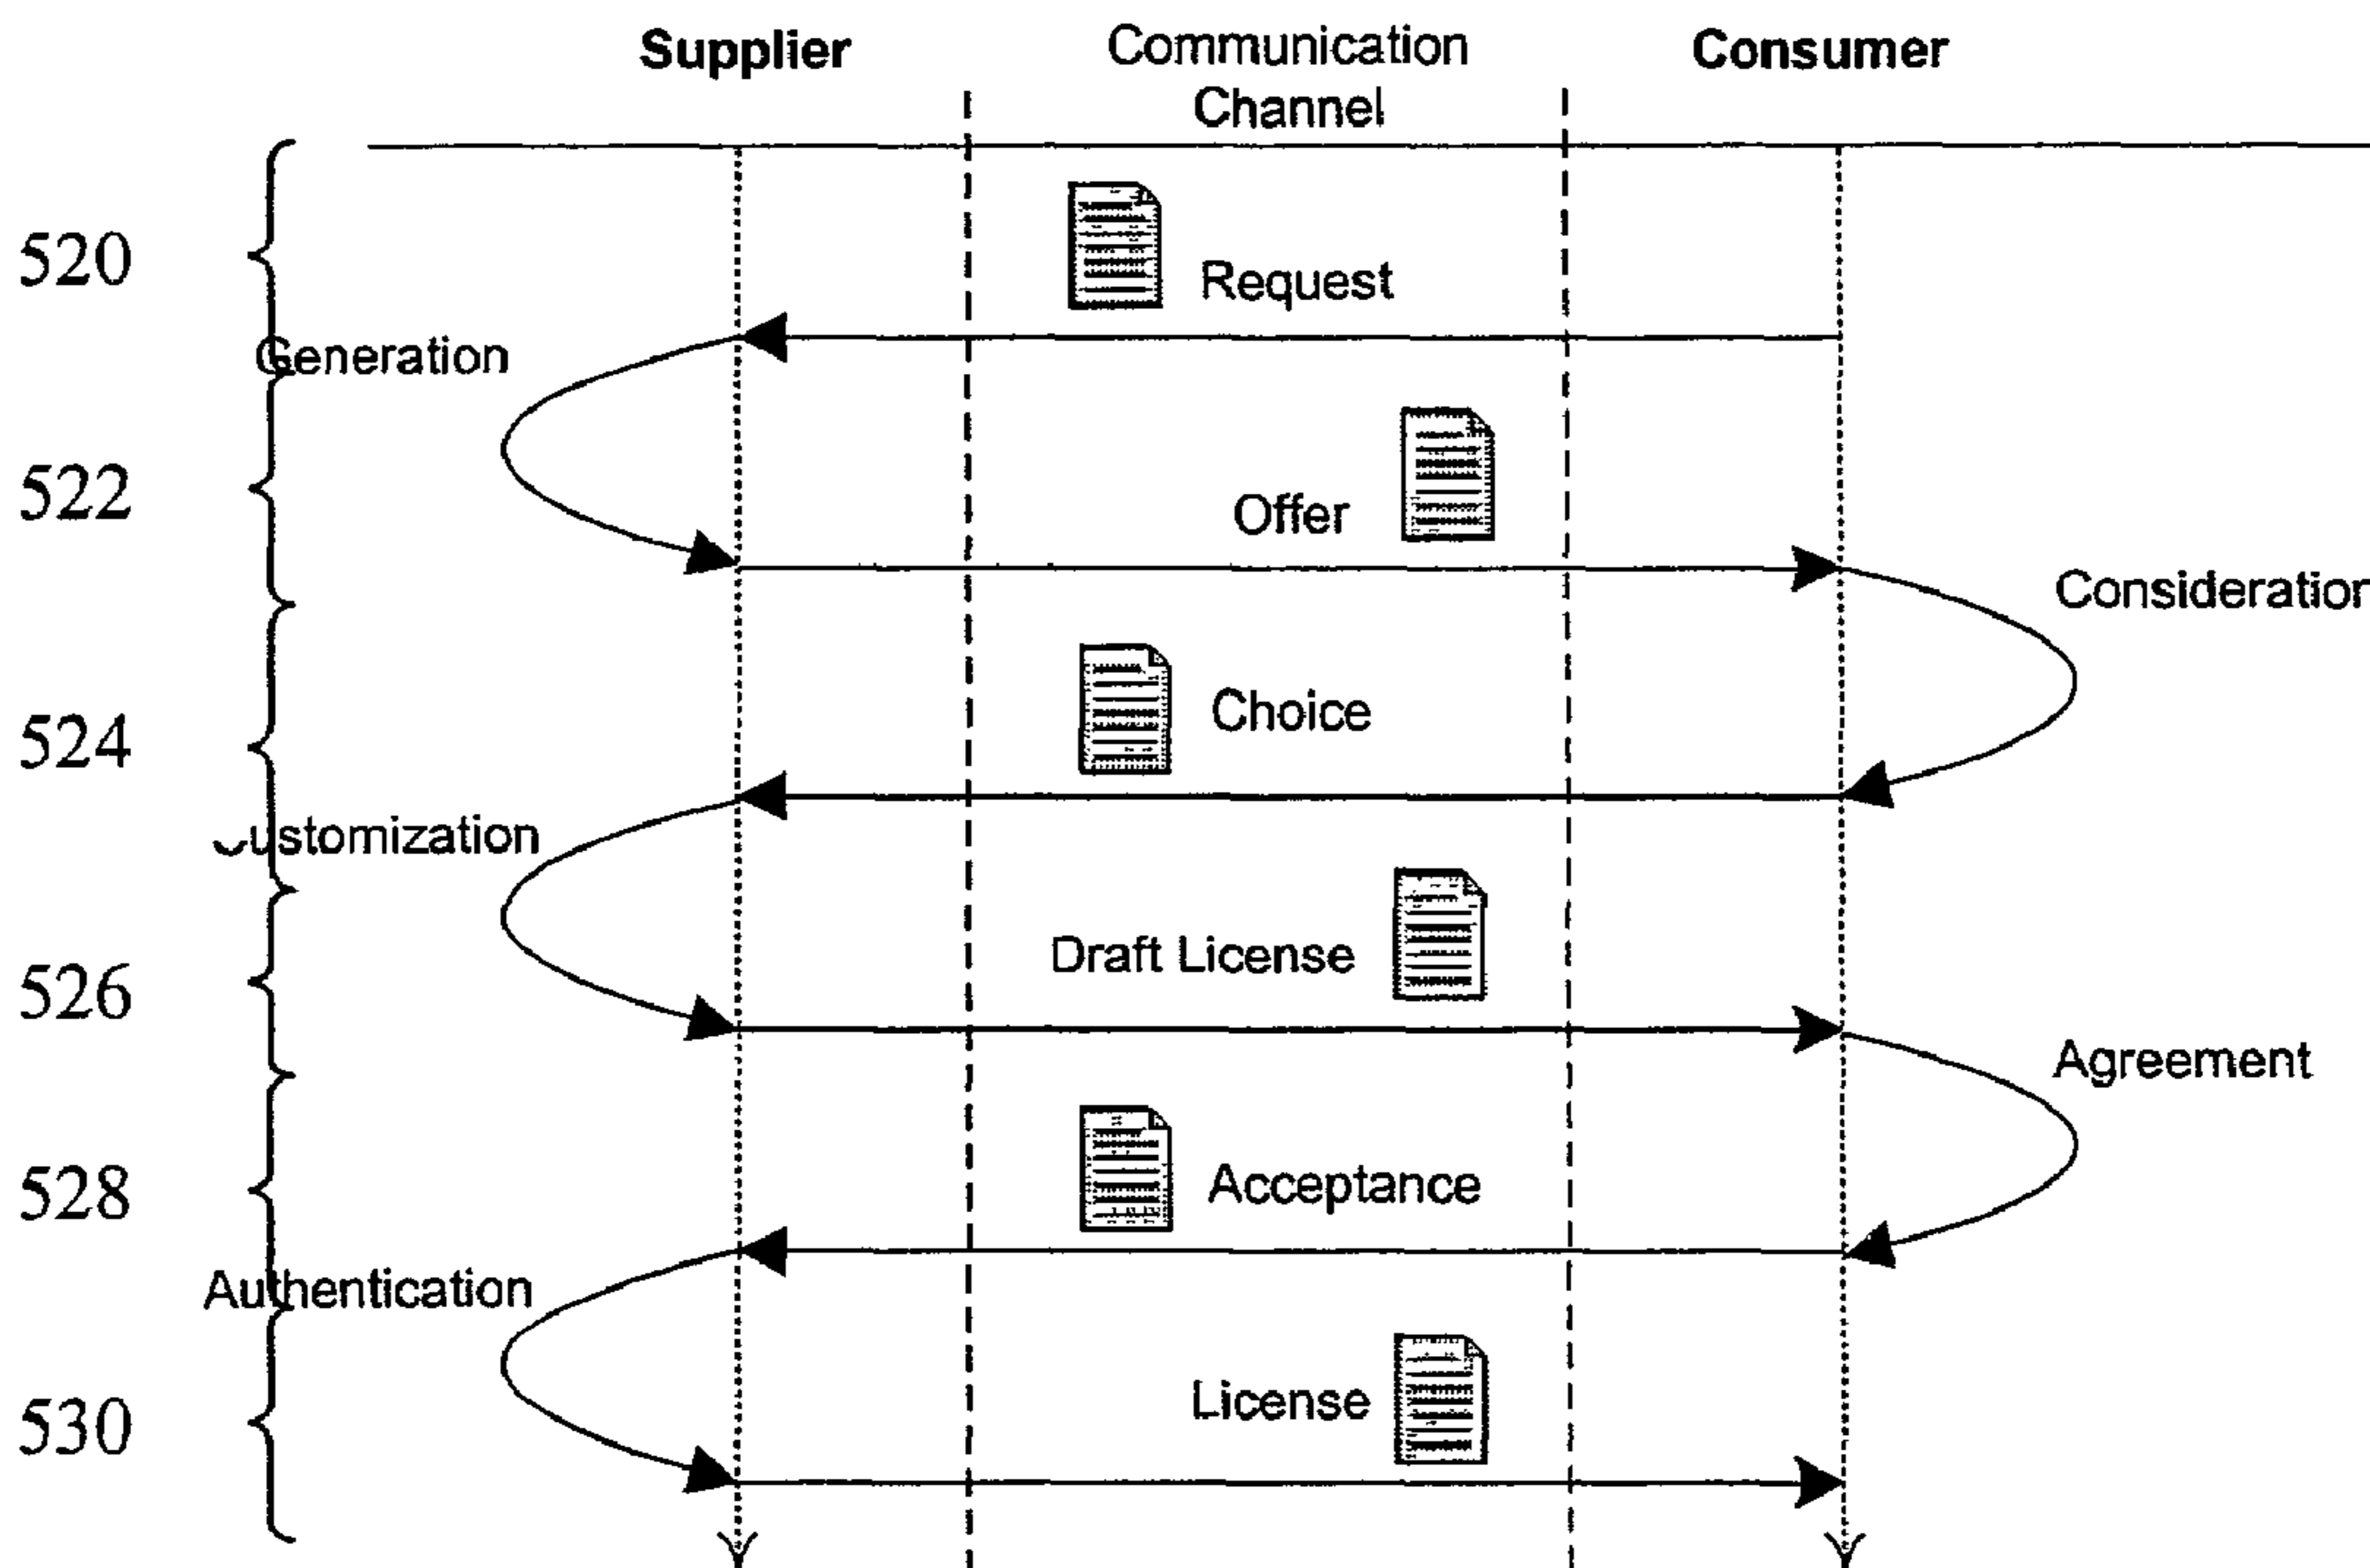 Supplier
Communication
Channel
Consumer
520
Request
Generation
522
Offer
Consideration
524
Choice
Customization
526
Draft License
Agreement
528
Acceptance
Authentication
530
License